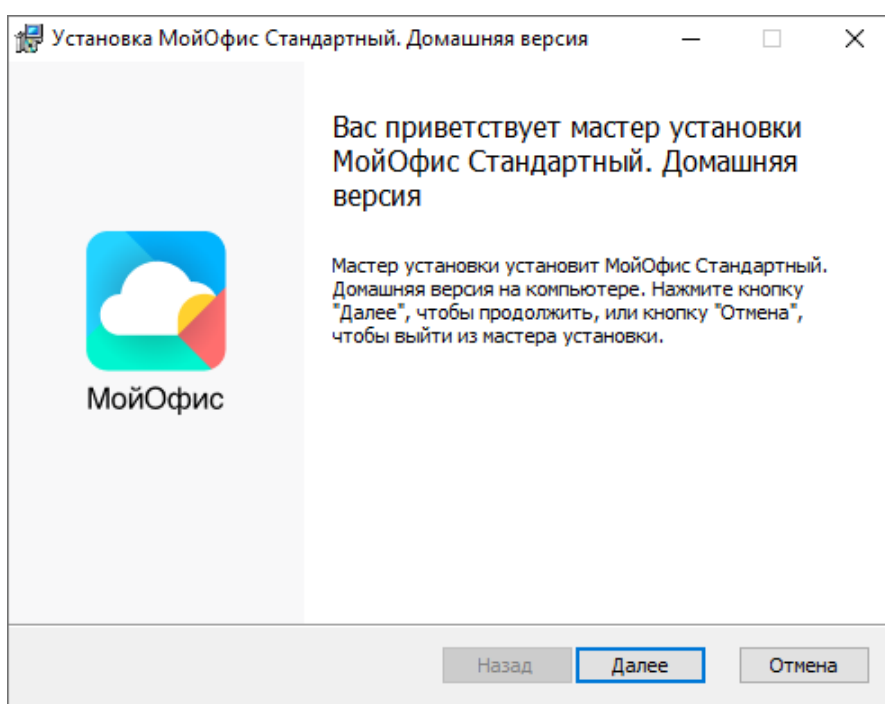 Установка МойОфис Стандартный. Домашняя версия
Вас приветствует мастер установки
МойОфис Стандартный. Домашняя
версия
Мастер установки установит МойОфис Стандартный.
Домашняя версия на компьютере. Нажмите кнопку
"Далее", чтобы продолжить, или кнопку "Отмена",
чтобы выйти из мастера установки.
МойОфис
Назад
Далее
Отмена